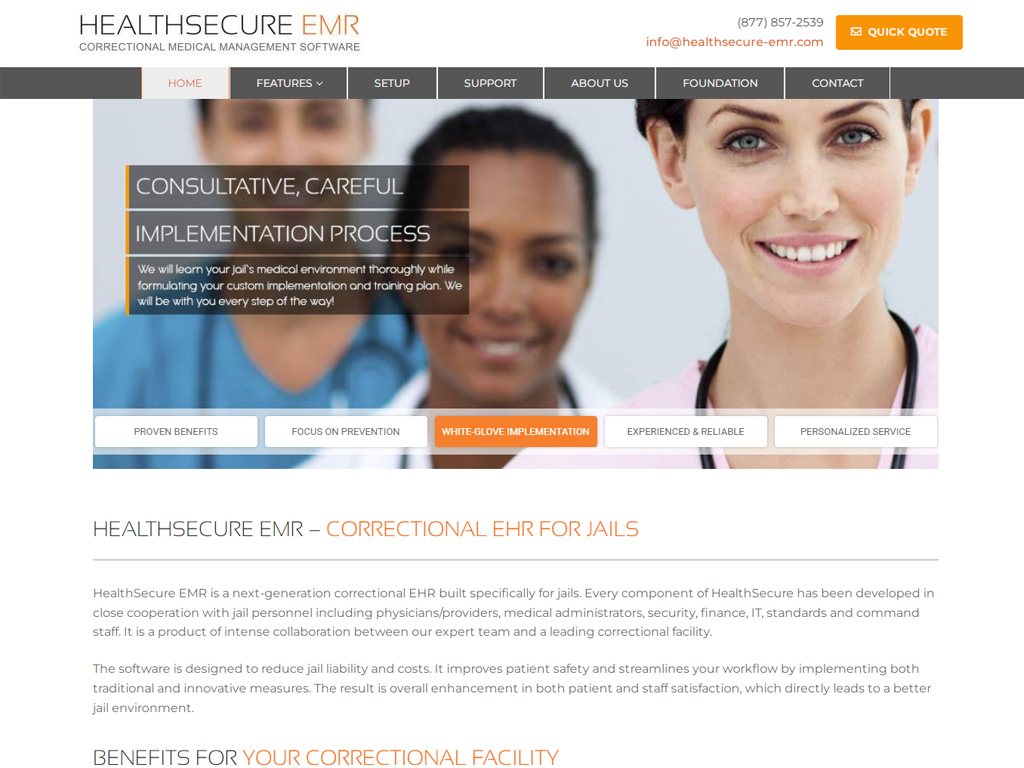 HEALTHSECURE EMR
CORRECTIONAL MEDICAL MANAGEMENT SOFTWARE
(877) 857-2539
info@healthsecure-emr.com
QUICK QUOTE
HOME
FEATURES
SETUP
SUPPORT
ABOUT US
FOUNDATION
CONTACT
CONSULTATIVE, CAREFUL
IMPLEMENTATION PROCESS
We will learn your jail's medical environment thoroughly while
formulating your custom implementation and training plan. We
will be with you every step of the way!
PROVEN BENEFITS
FOCUS ON PREVENTION
WHITE-GLOVE IMPLEMENTATION
EXPERIENCED & RELIABLE
PERSONALIZED SERVICE
HEALTHSECURE EMR – CORRECTIONAL EHR FOR JAILS
HealthSecure EMR is a next-generation correctional EHR built specifically for jails. Every component of HealthSecure has been developed in
close cooperation with jail personnel including physicians/providers, medical administrators, security, finance, IT, standards and command
staff. It is a product of intense collaboration between our expert team and a leading correctional facility.
The software is designed to reduce jail liability and costs. It improves patient safety and streamlines your workflow by implementing both
traditional and innovative measures. The result is overall enhancement in both patient and staff satisfaction, which directly leads to a better
jail environment.
BENEFITS FOR YOUR CORRECTIONAL FACILITY